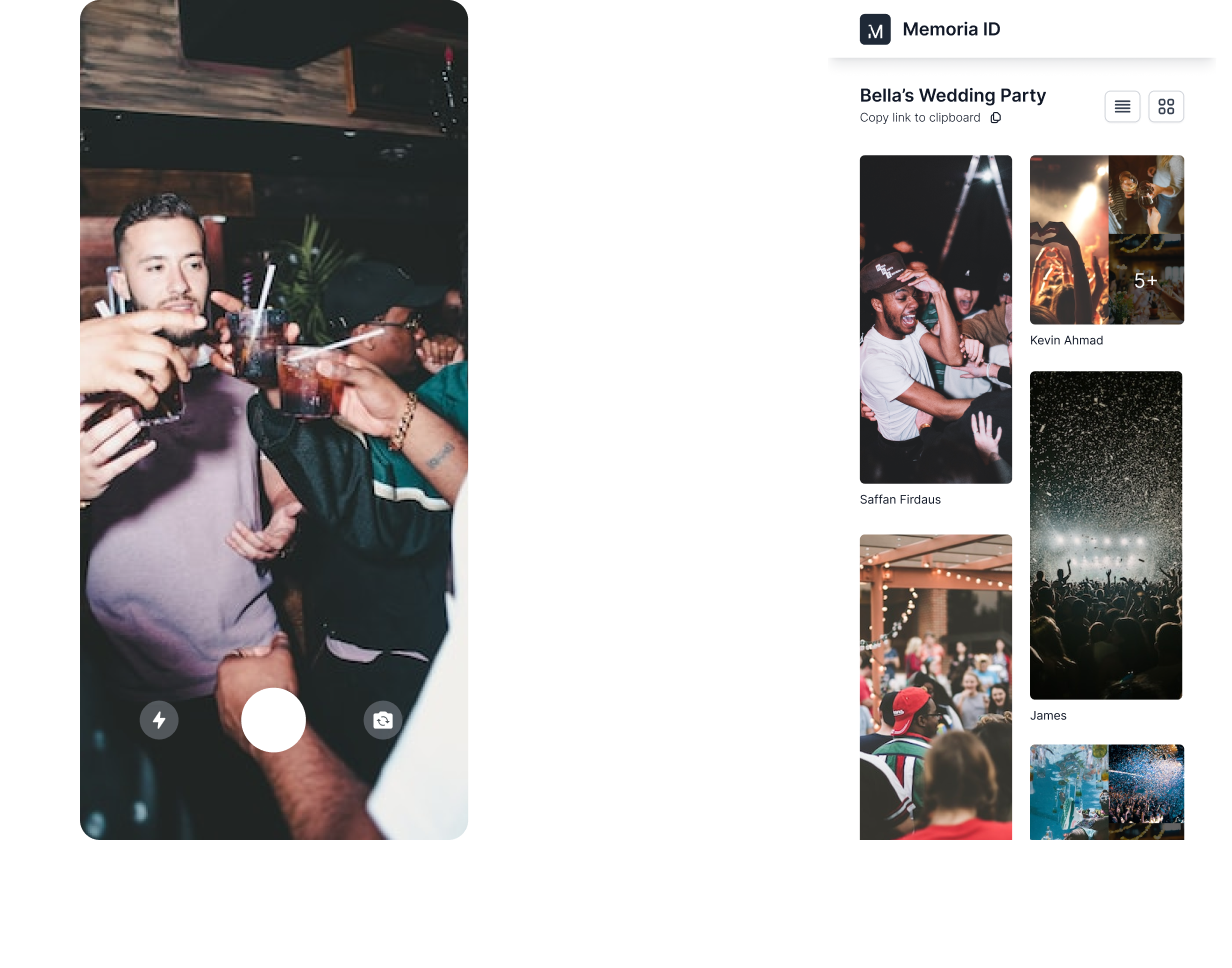 M
Memoria ID
Bella’s Wedding Party
Copy link to clipboard
5+
Kevin Ahmad
Saffan Firdaus
James